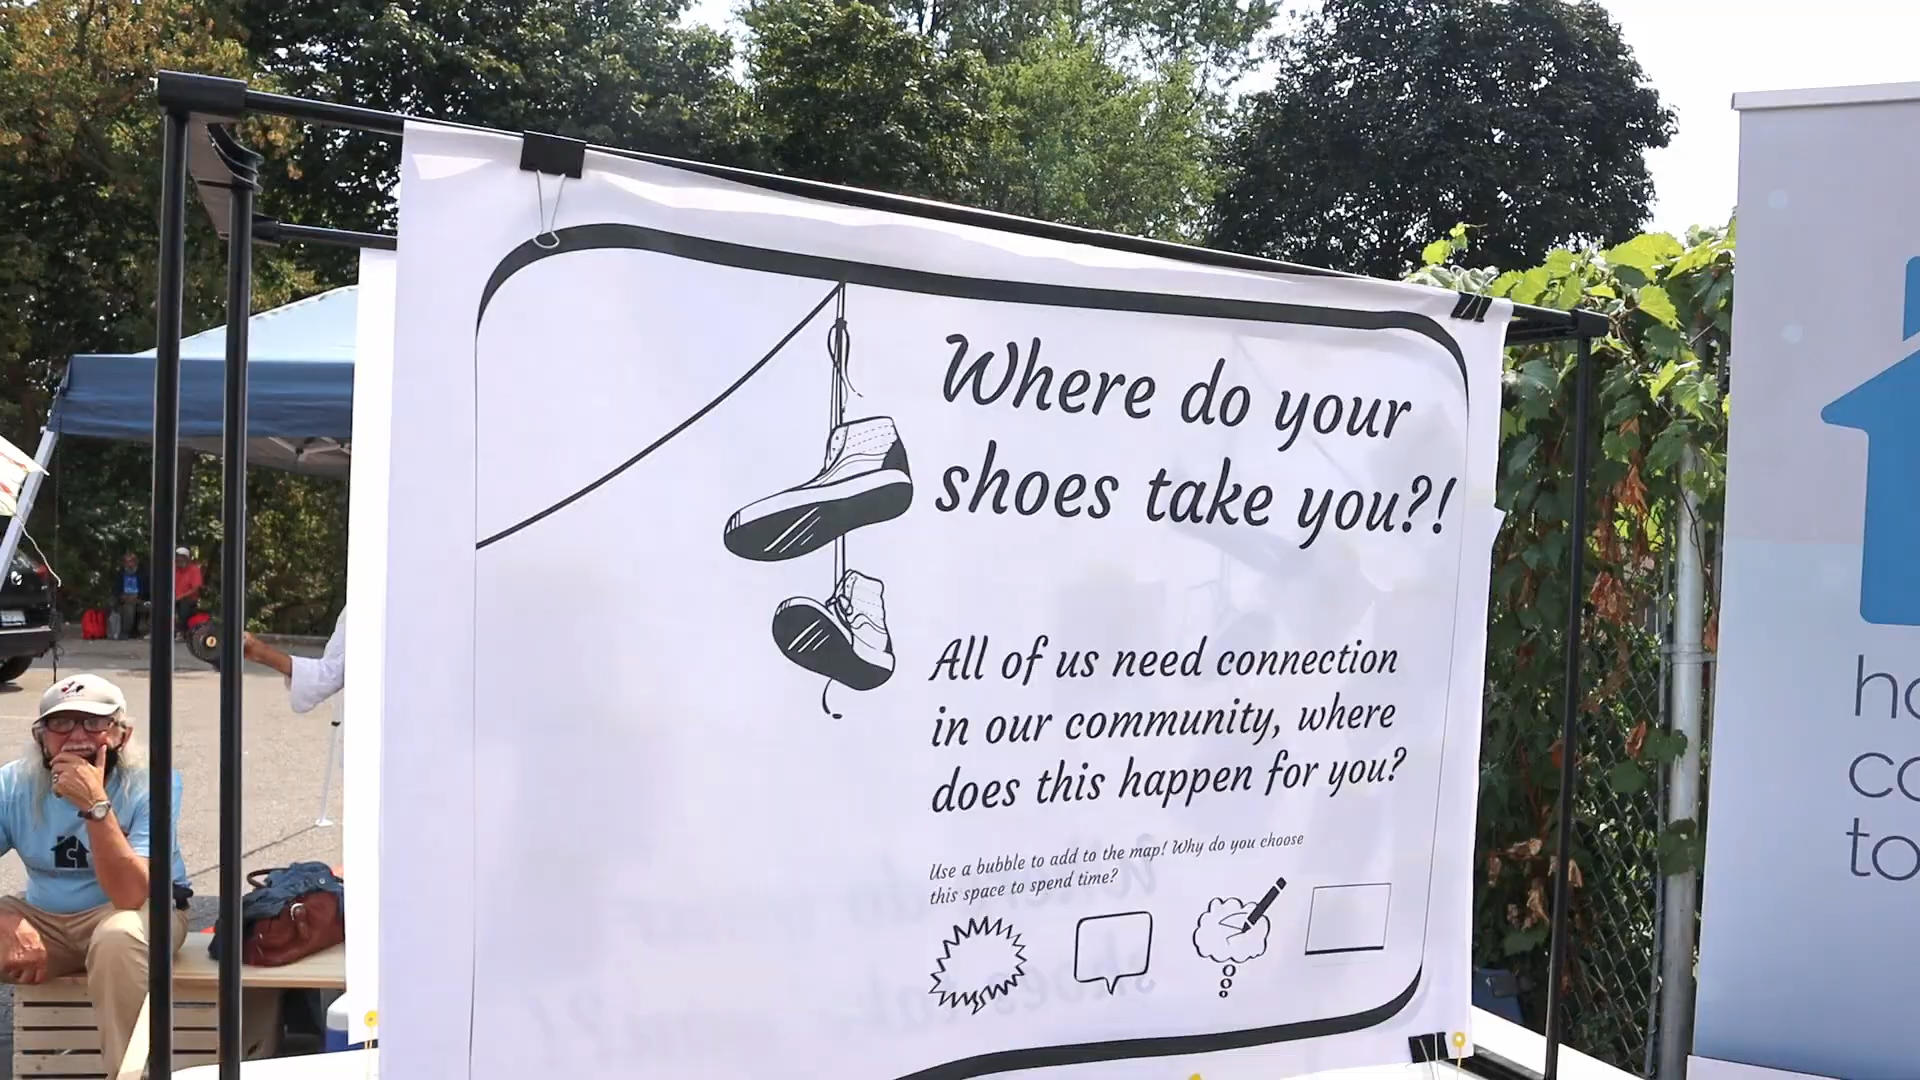 Where do your
shoes take you?!
All of us need connection
in our community, where
does this happen for you?
Use a bubble to add to the map! Why do you choose
this space to spend time?
to